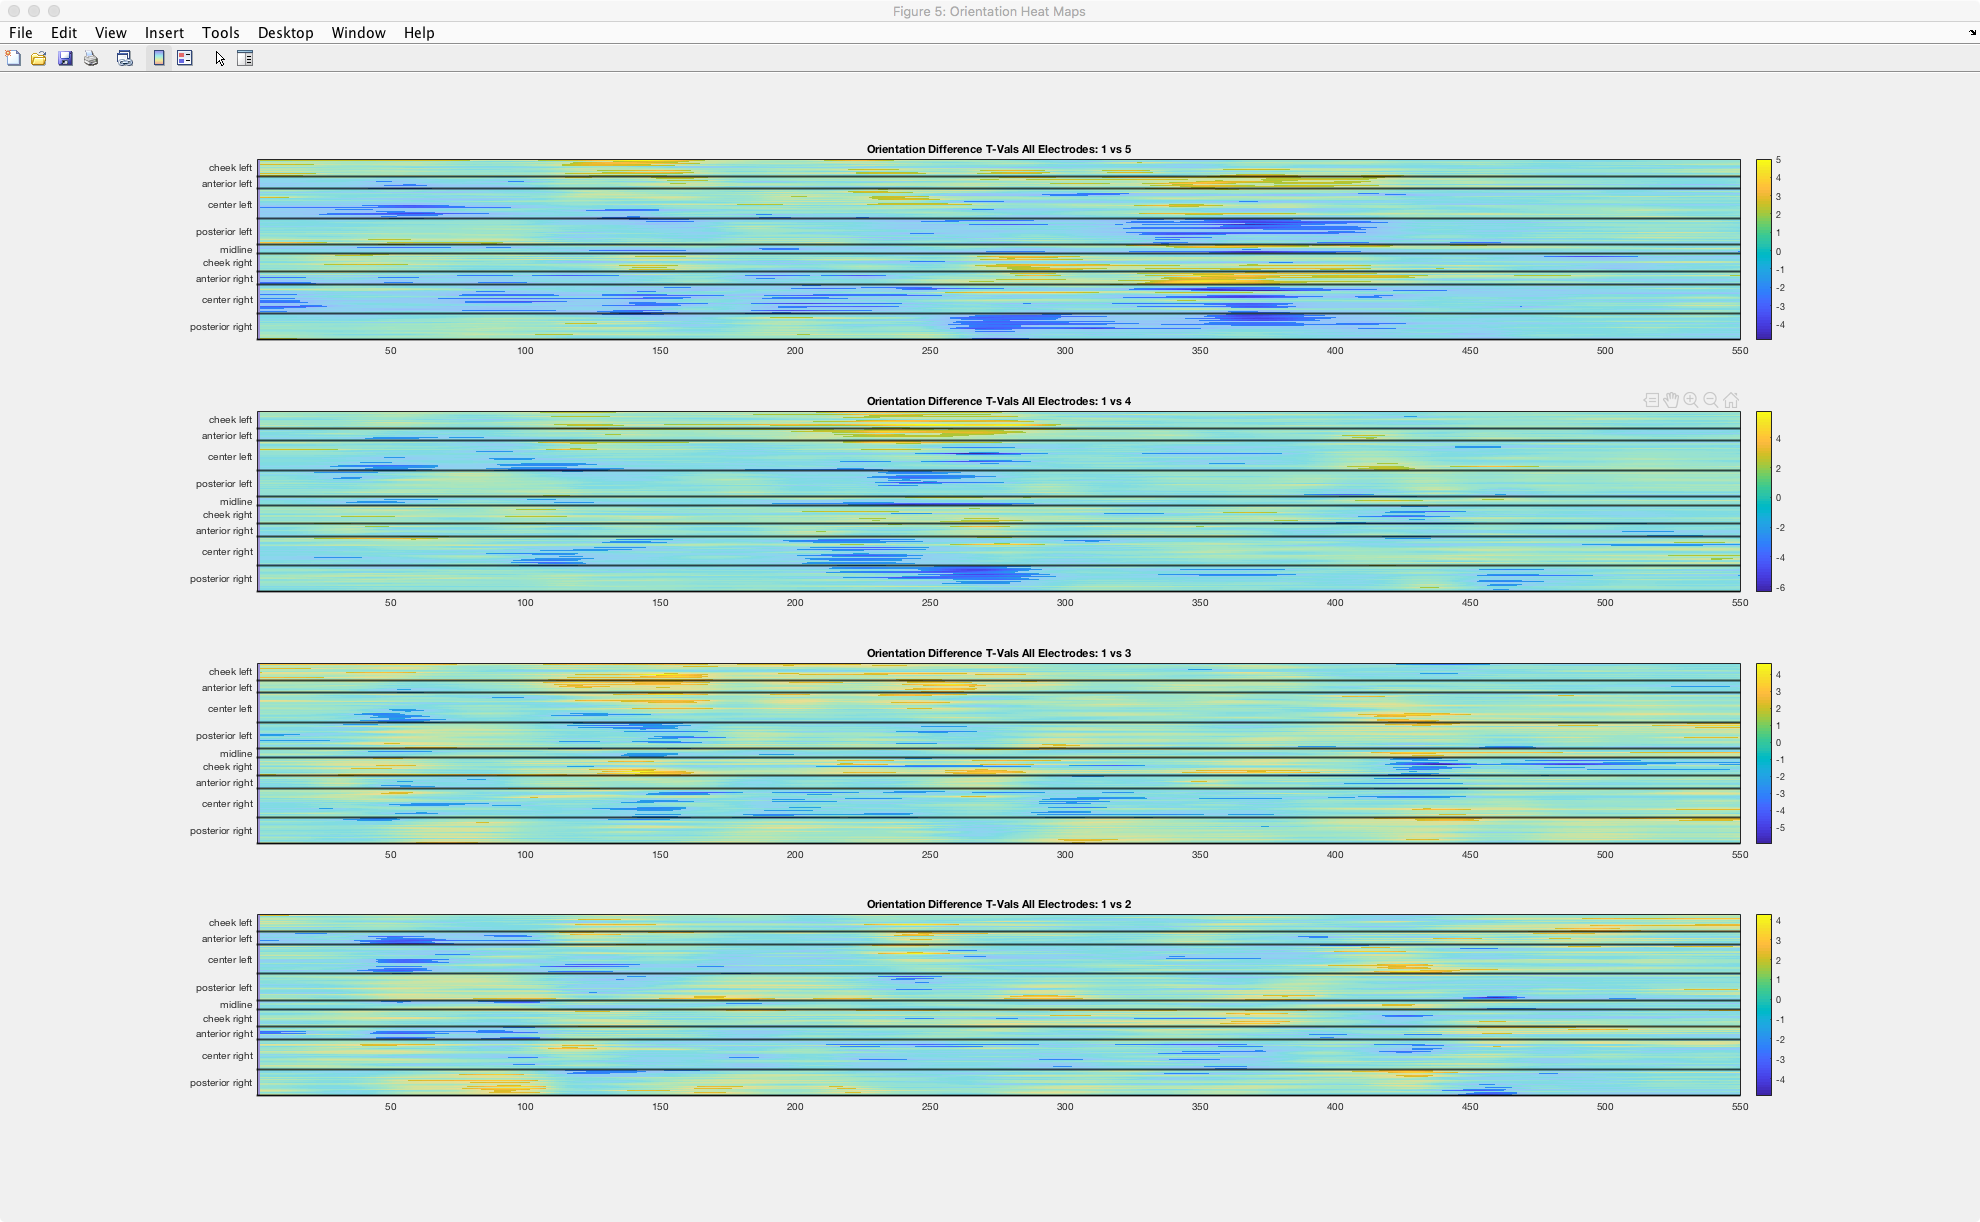 Figure 5: Orientation Heat Maps
File Edit View Insert Tools Desktop Window Help
Orientation Difference T-Vals All Electrodes: 1 vs 5
cheek left
anterior left
center left
posterior left
midline
cheek right
anterior right
center right
posterior right
50 100 150 200 250 300 350 400 450 500 550
5
4
3
2
1
0
-1
-2
-3
-4
Orientation Difference T-Vals All Electrodes: 1 vs 4
cheek left
anterior left
center left
posterior left
midline
cheek right
anterior right
center right
posterior right
50 100 150 200 250 300 350 400 450 500 550
4
2
0
-2
-4
-6
Orientation Difference T-Vals All Electrodes: 1 vs 3
cheek left
anterior left
center left
posterior left
midline
cheek right
anterior right
center right
posterior right
50 100 150 200 250 300 350 400 450 500 550
4
3
2
1
0
-1
-2
-3
-4
-5
Orientation Difference T-Vals All Electrodes: 1 vs 2
cheek left
anterior left
center left
posterior left
midline
cheek right
anterior right
center right
posterior right
50 100 150 200 250 300 350 400 450 500 550
4
3
2
1
0
-1
-2
-3
-4